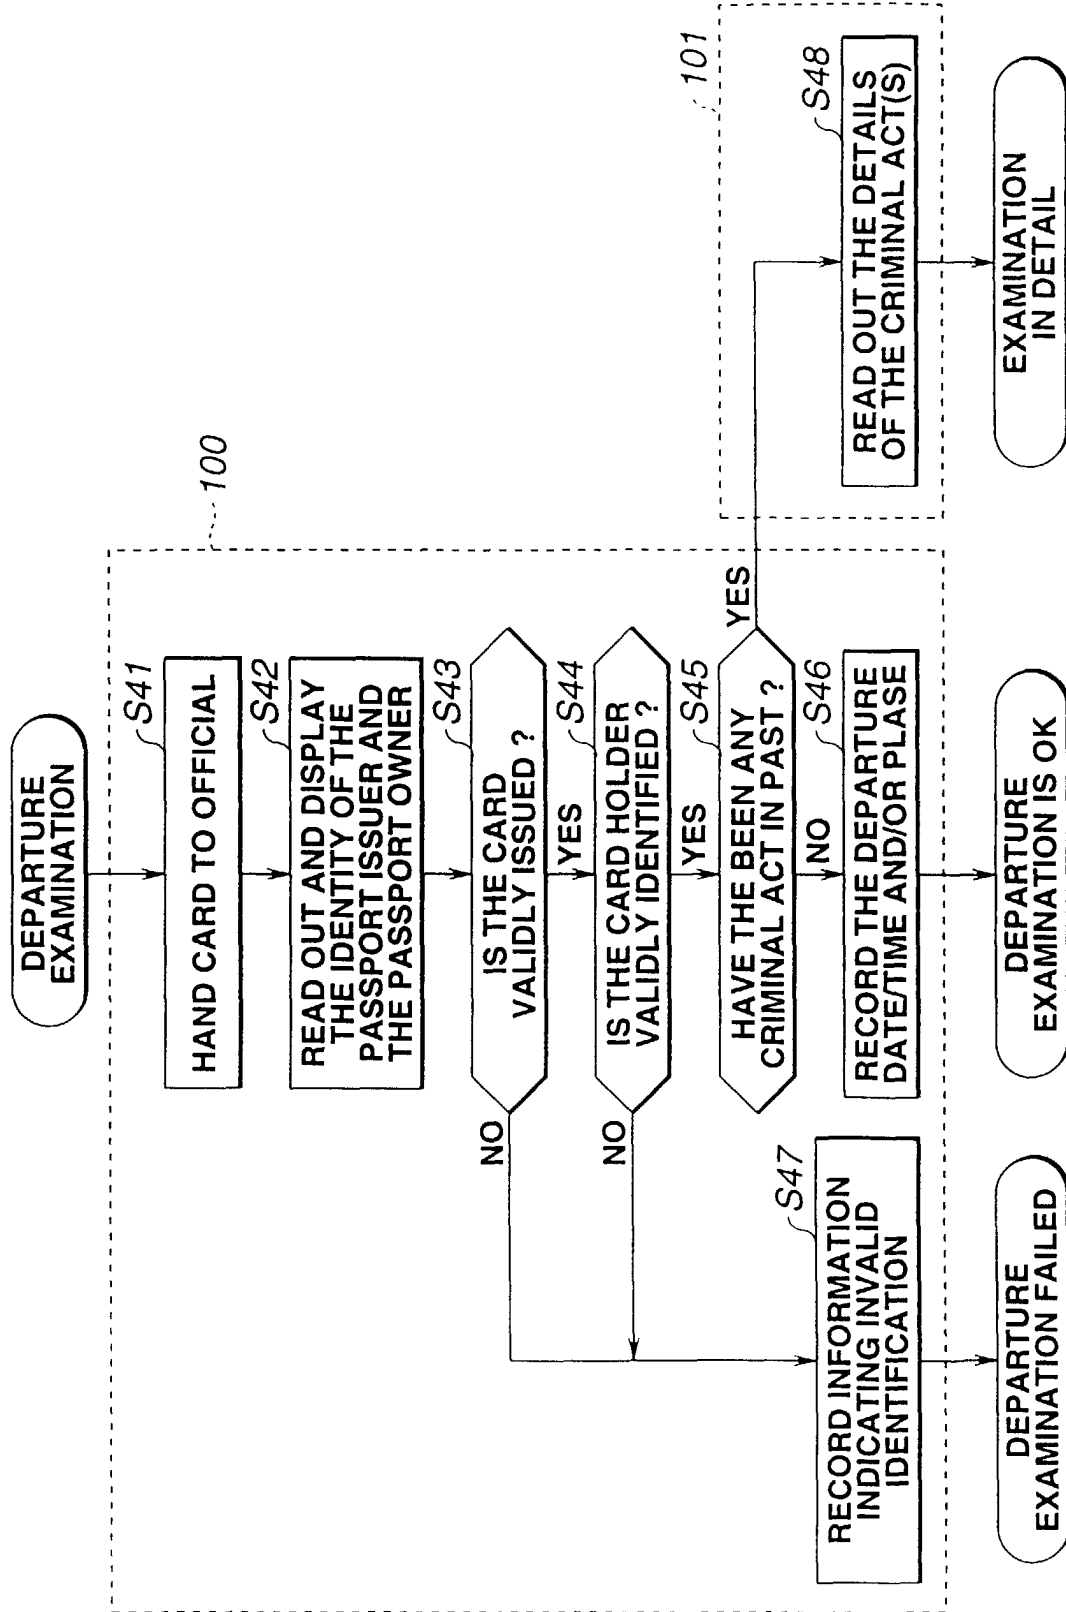 DEPARTURE
EXAMINATION
100
S41
HAND CARD TO OFFICIAL
S42
READ OUT AND DISPLAY
THE IDENTITY OF THE
PASSPORT ISSUER AND
THE PASSPORT OWNER
S43
IS THE CARD
VALIDLY ISSUED ?
NO
YES
S44
IS THE CARD HOLDER
VALIDLY IDENTIFIED ?
NO
YES
S45
HAVE THE BEEN ANY
CRIMINAL ACT IN PAST ?
YES
NO
S46
RECORD THE DEPARTURE
DATE/TIME AND/OR PLASE
S47
RECORD INFORMATION
INDICATING INVALID
IDENTIFICATION
101
S48
READ OUT THE DETAILS
OF THE CRIMINAL ACT(S)
DEPARTURE
EXAMINATION FAILED
DEPARTURE
EXAMINATION IS OK
EXAMINATION
IN DETAIL